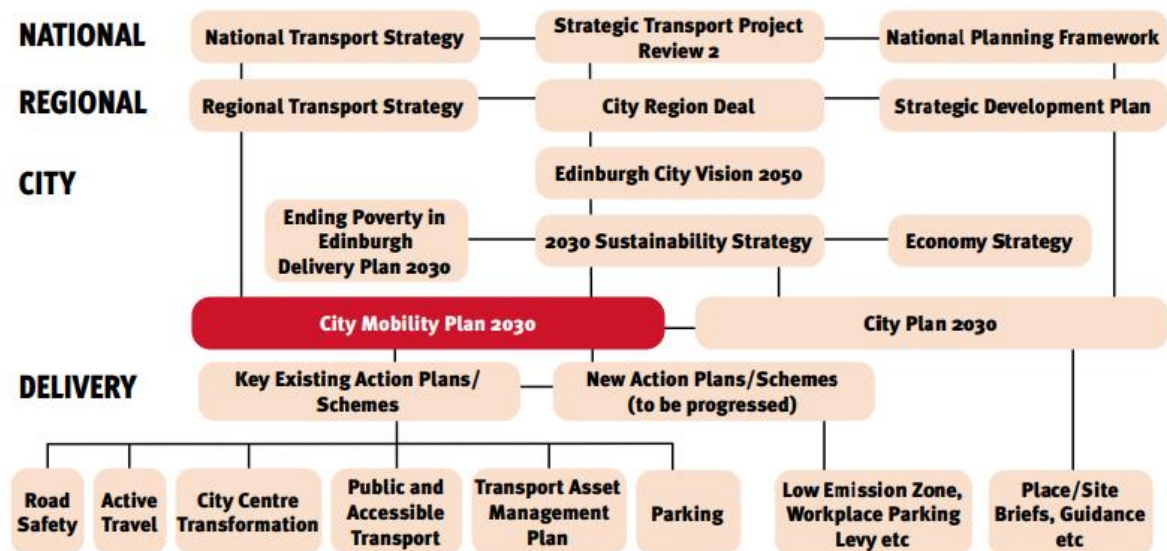 NATIONAL
National Transport Strategy
Strategic Transport Project
Review 2
National Planning Framework
REGIONAL
Regional Transport Strategy
City Region Deal
Strategic Development Plan
CITY
Edinburgh City Vision 2050
Ending Poverty in
Edinburgh
Delivery Plan 2030
2030 Sustainability Strategy
Economy Strategy
City Mobility Plan 2030
City Plan 2030
DELIVERY
Key Existing Action Plans/
Schemes
New Action Plans/Schemes
(to be progressed)
Road
Safety
Active
Travel
City Centre
Transformation
Public and
Accessible
Transport
Transport Asset
Management
Plan
Parking
Low Emission Zone,
Workplace Parking
Levy etc
Place/Site
Briefs, Guidance
etc